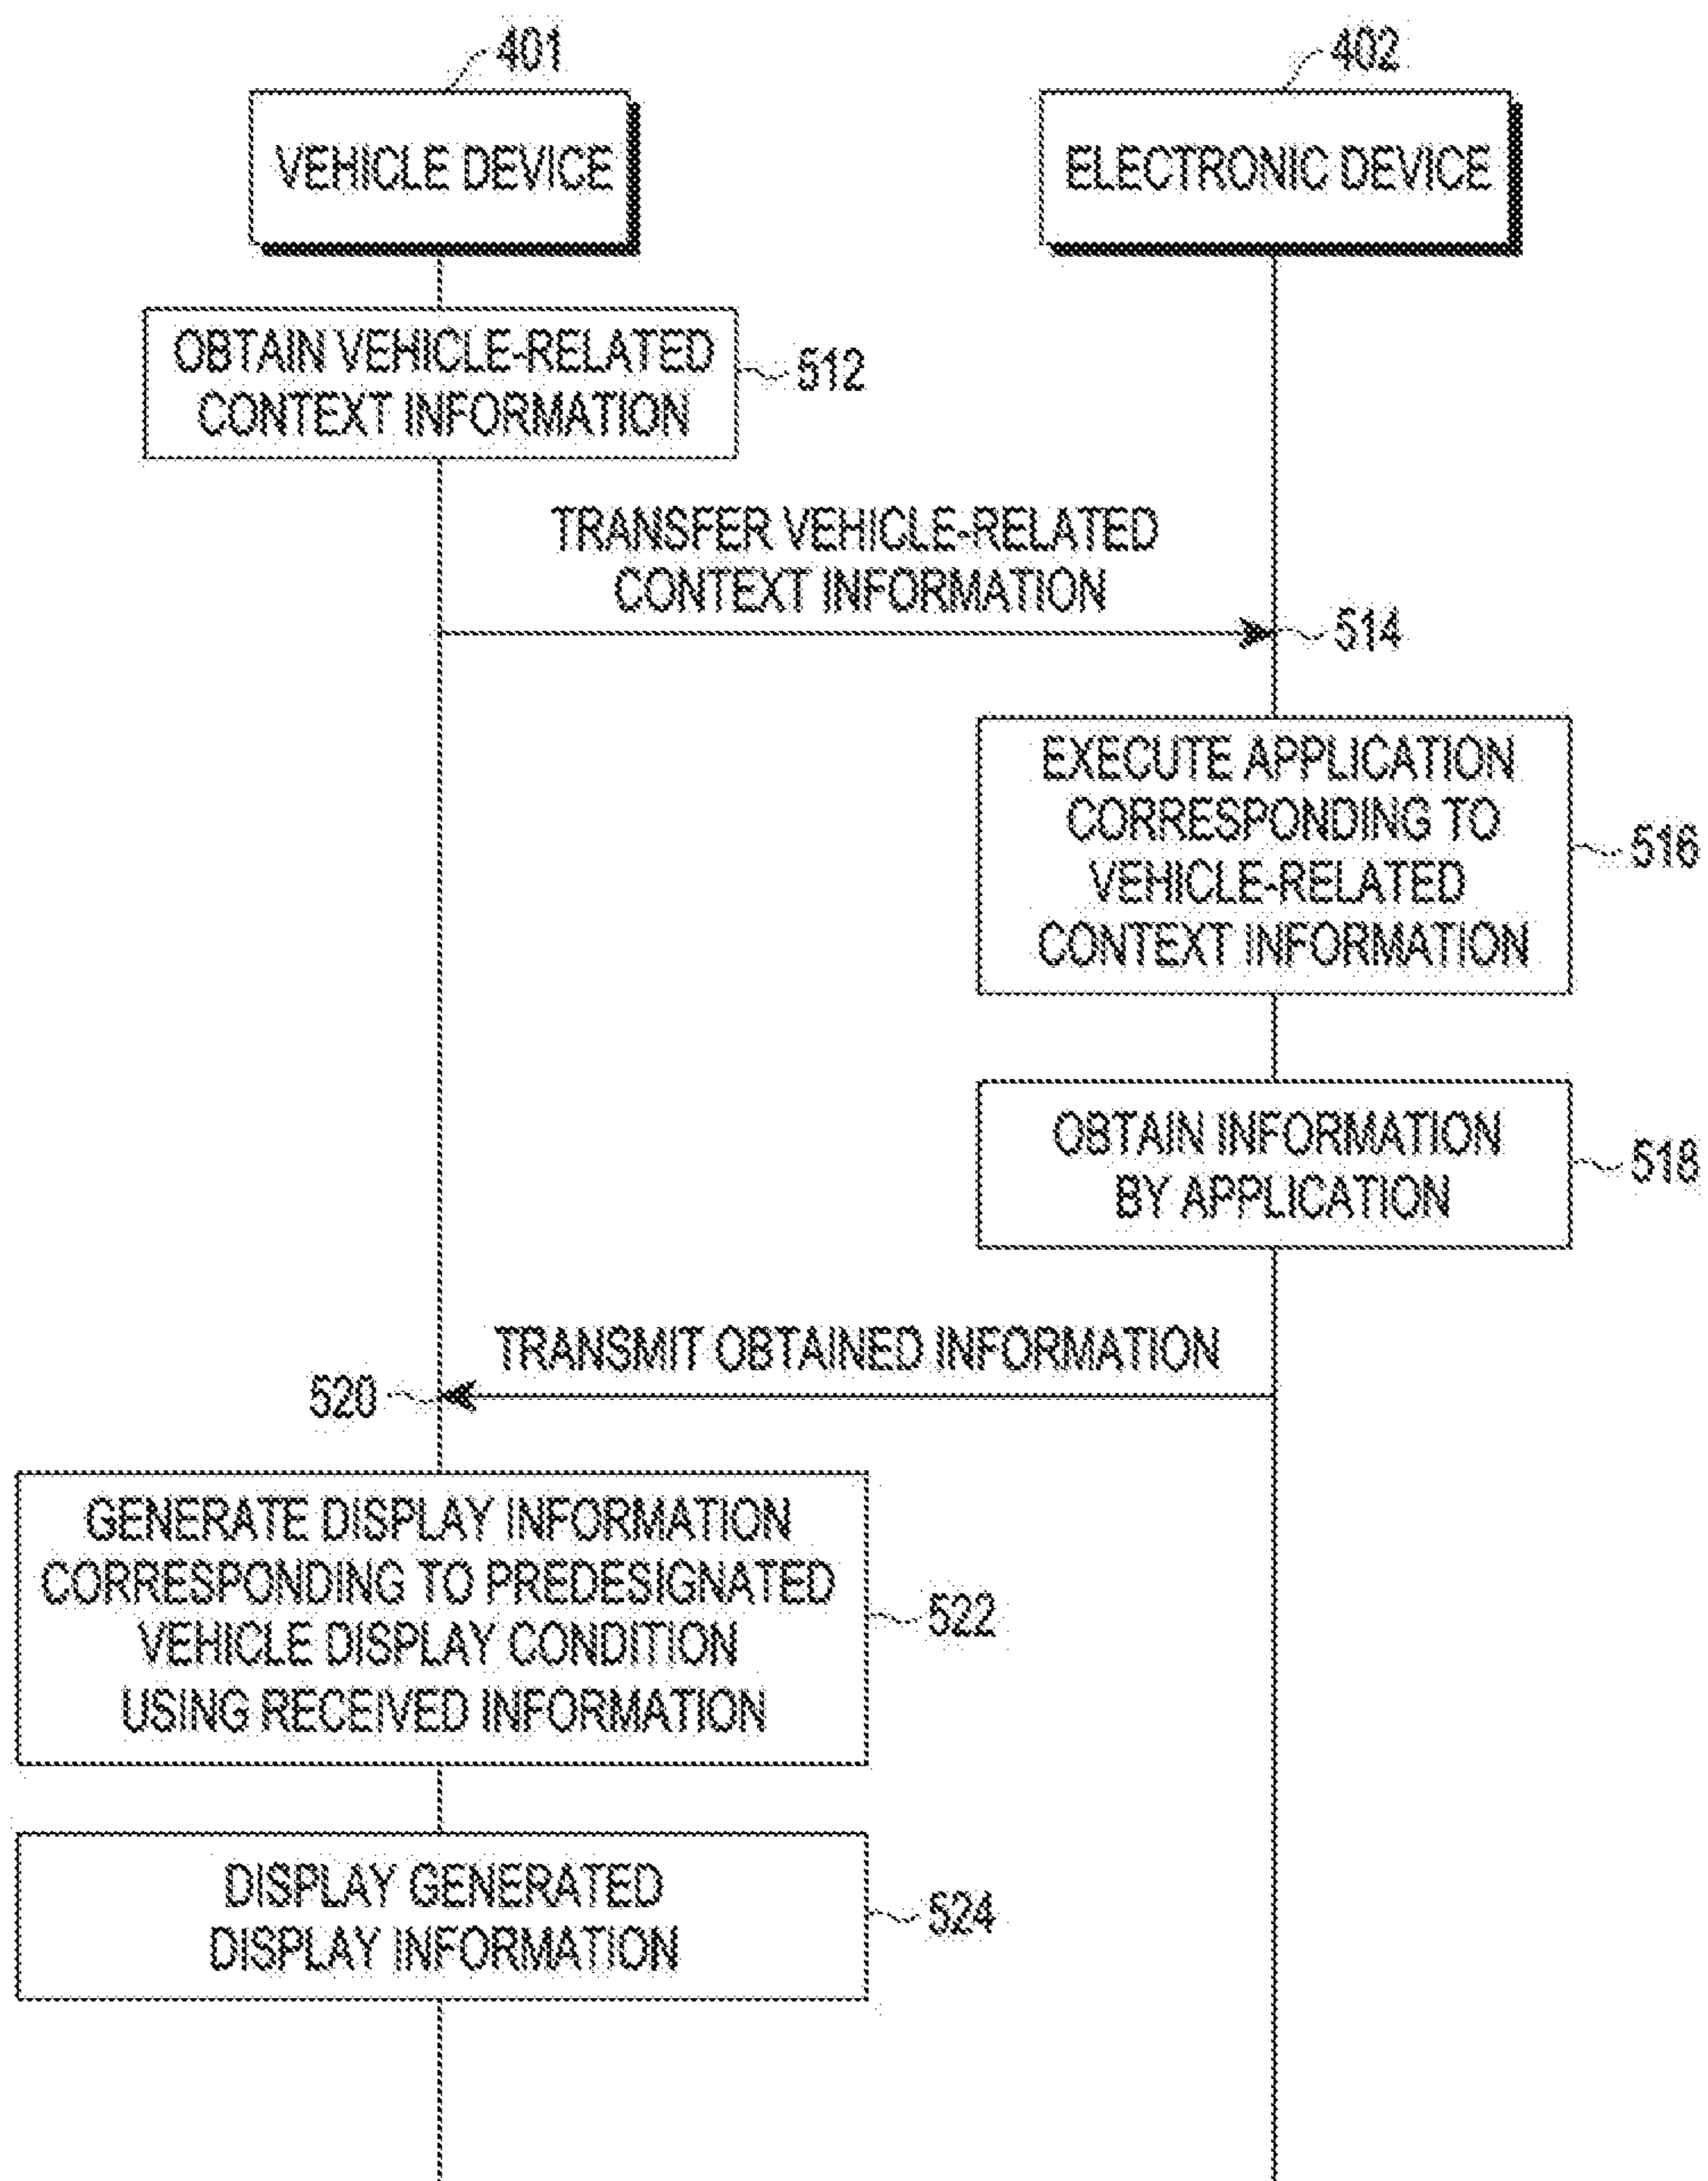 401
402
VEHICLE DEVICE
ELECTRONIC DEVICE
OBTAIN VEHICLE-RELATED
CONTEXT INFORMATION
512
TRANSFER VEHICLE-RELATED
CONTEXT INFORMATION
514
EXECUTE APPLICATION
CORRESPONDING TO
VEHICLE-RELATED
CONTEXT INFORMATION
516
OBTAIN INFORMATION
BY APPLICATION
518
TRANSMIT OBTAINED INFORMATION
520
GENERATE DISPLAY INFORMATION
CORRESPONDING TO PREDESIGNATED
VEHICLE DISPLAY CONDITION
USING RECEIVED INFORMATION
522
DISPLAY GENERATED
DISPLAY INFORMATION
524